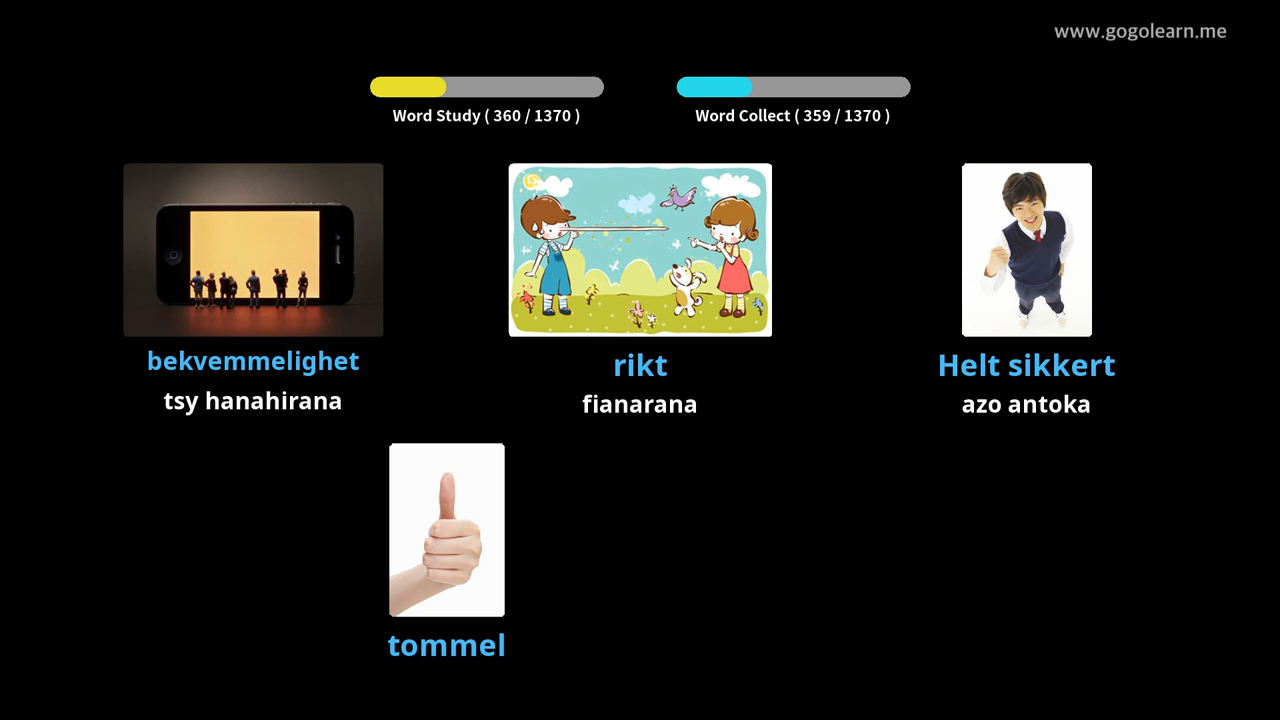 www.gogolearn.me
Word Study ( 360 / 1370 )
Word Collect ( 359 / 1370 )
bekvemmelighet
tsy hanahirana
rikt
fianarana
Helt sikkert
azo antoka
tommel